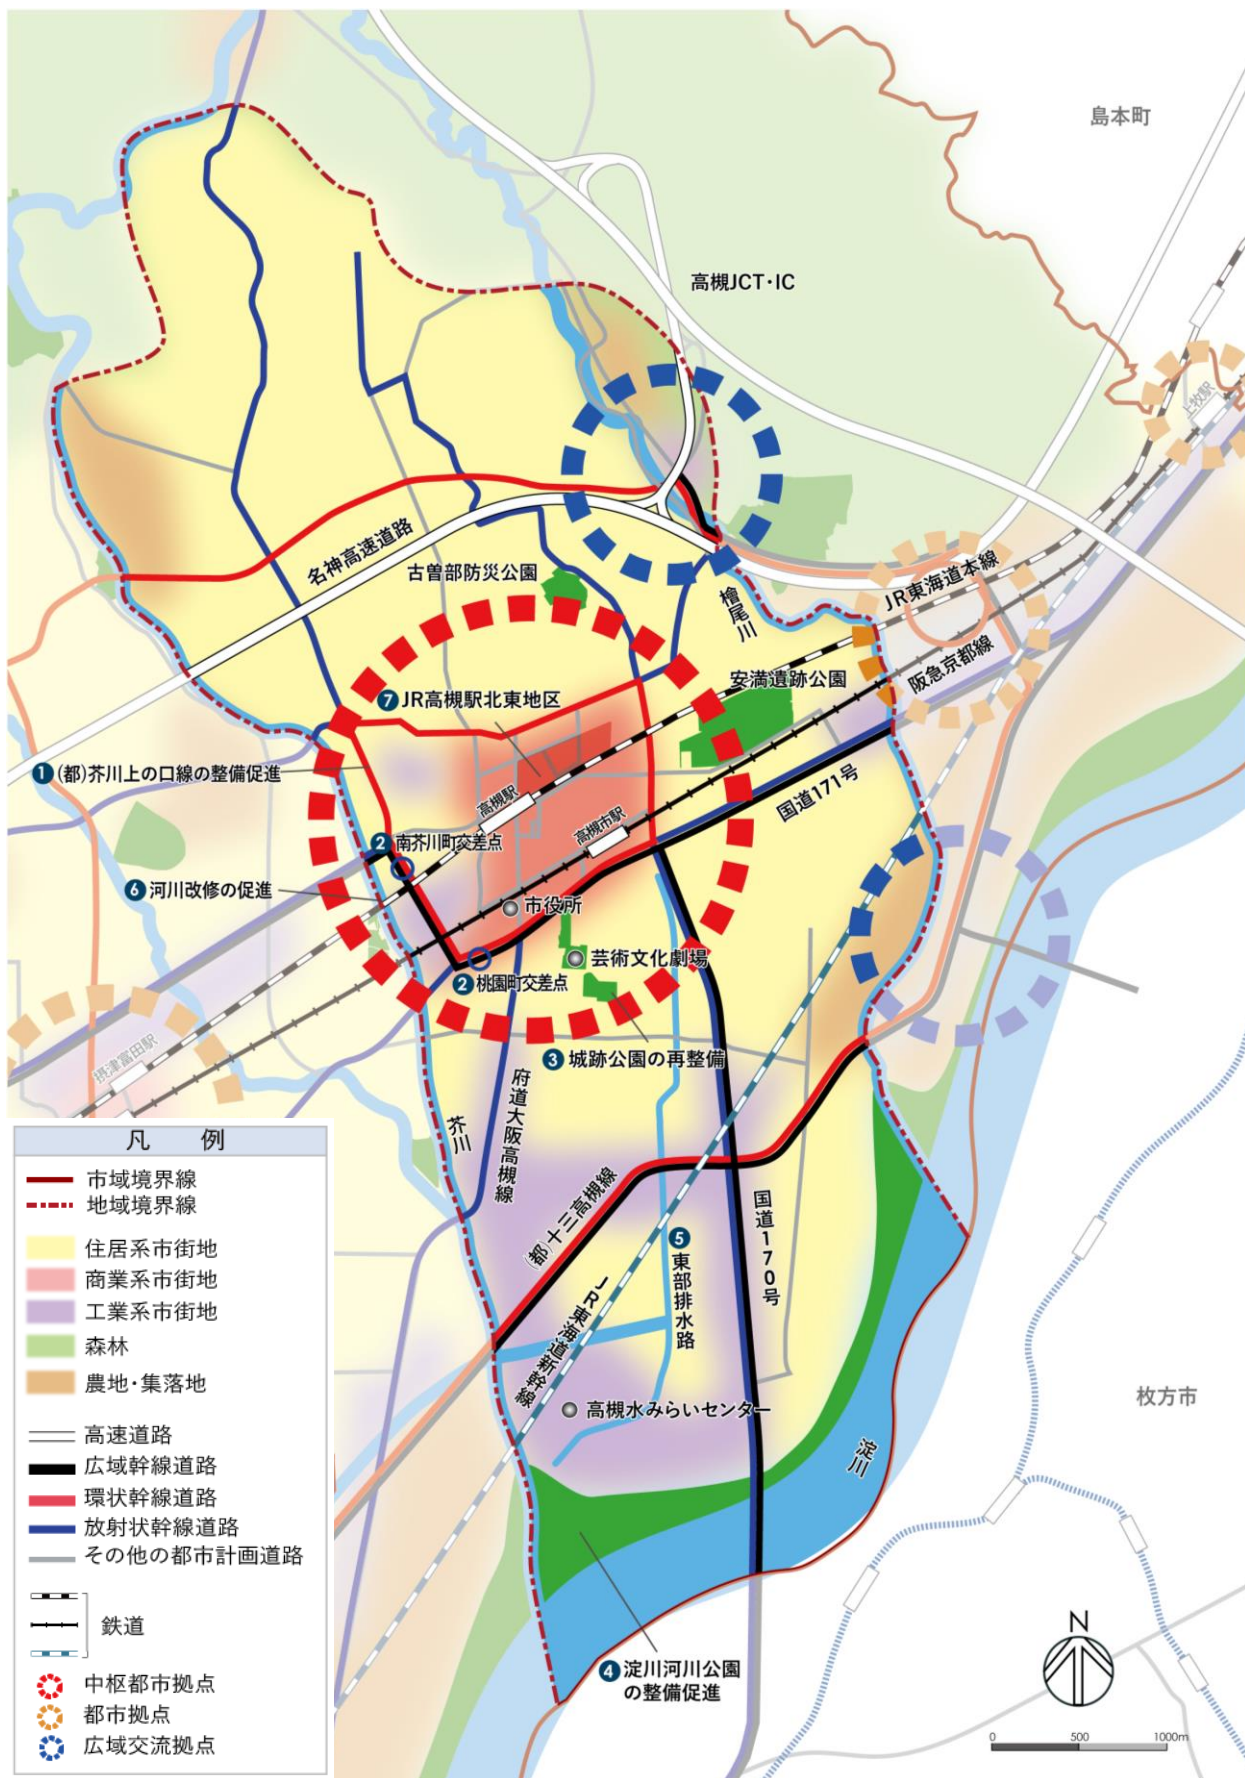 島本町
高槻JCT・IC
上牧駅
名神高速道路
古曽部防災公園
檜尾川
JR東海道本線
阪急京都線
安満遺跡公園
7 JR高槻駅北東地区
1 (都)芥川上の口線の整備促進
高槻駅
高槻市駅
国道171号
2 南芥川町交差点
6 河川改修の促進
市役所
芸術文化劇場
2 桃園町交差点
3 城跡公園の再整備
摂津富田駅
府道大阪高槻線
芥川
(都)十三高槻線
国道170号
5 東部排水路
JR東海道新幹線
高槻水みらいセンター
淀川
枚方市
4 淀川河川公園
の整備促進
凡 例
市域境界線
地域境界線
住居系市街地
商業系市街地
工業系市街地
森林
農地・集落地
高速道路
広域幹線道路
環状幹線道路
放射状幹線道路
その他の都市計画道路
鉄道
中枢都市拠点
都市拠点
広域交流拠点
N
0 500 1000m